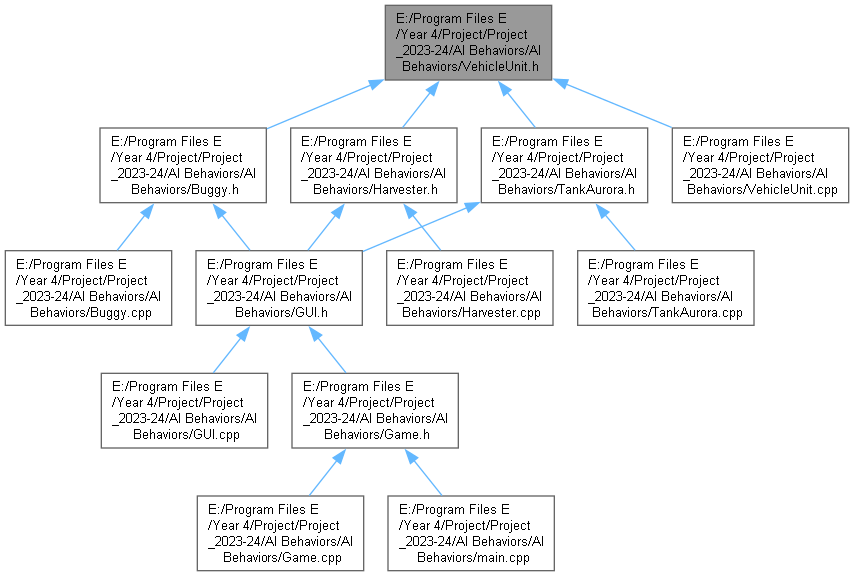 E:/Program Files E
/Year 4/Project/Project
_2023-24/AI Behaviors/AI
Behaviors/VehicleUnit.h
E:/Program Files E
/Year 4/Project/Project
_2023-24/AI Behaviors/AI
Behaviors/Buggy.h
E:/Program Files E
/Year 4/Project/Project
_2023-24/AI Behaviors/AI
Behaviors/Harvester.h
E:/Program Files E
/Year 4/Project/Project
_2023-24/AI Behaviors/AI
Behaviors/TankAurora.h
E:/Program Files E
/Year 4/Project/Project
_2023-24/AI Behaviors/AI
Behaviors/VehicleUnit.cpp
E:/Program Files E
/Year 4/Project/Project
_2023-24/AI Behaviors/AI
Behaviors/Buggy.cpp
E:/Program Files E
/Year 4/Project/Project
_2023-24/AI Behaviors/AI
Behaviors/GUI.h
E:/Program Files E
/Year 4/Project/Project
_2023-24/AI Behaviors/AI
Behaviors/Harvester.cpp
E:/Program Files E
/Year 4/Project/Project
_2023-24/AI Behaviors/AI
Behaviors/TankAurora.cpp
E:/Program Files E
/Year 4/Project/Project
_2023-24/AI Behaviors/AI
Behaviors/GUI.cpp
E:/Program Files E
/Year 4/Project/Project
_2023-24/AI Behaviors/AI
Behaviors/Game.h
E:/Program Files E
/Year 4/Project/Project
_2023-24/AI Behaviors/AI
Behaviors/Game.cpp
E:/Program Files E
/Year 4/Project/Project
_2023-24/AI Behaviors/AI
Behaviors/main.cpp